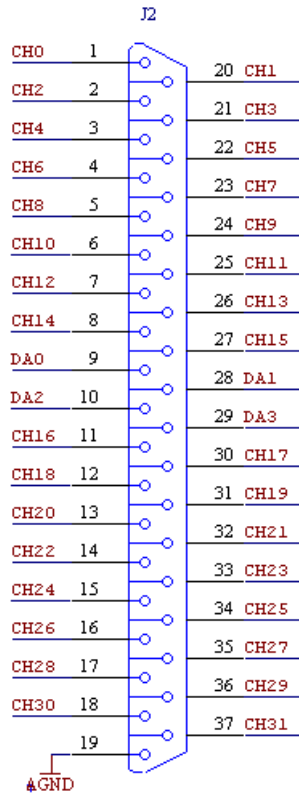 J2
CH0 1
20 CH1
CH2 2
21 CH3
CH4 3
22 CH5
CH6 4
23 CH7
CH8 5
24 CH9
CH10 6
25 CH11
CH12 7
26 CH13
CH14 8
27 CH15
DA0 9
28 DA1
DA2 10
29 DA3
CH16 11
30 CH17
CH18 12
31 CH19
CH20 13
32 CH21
CH22 14
33 CH23
CH24 15
34 CH25
CH26 16
35 CH27
CH28 17
36 CH29
CH30 18
37 CH31
19
AGND